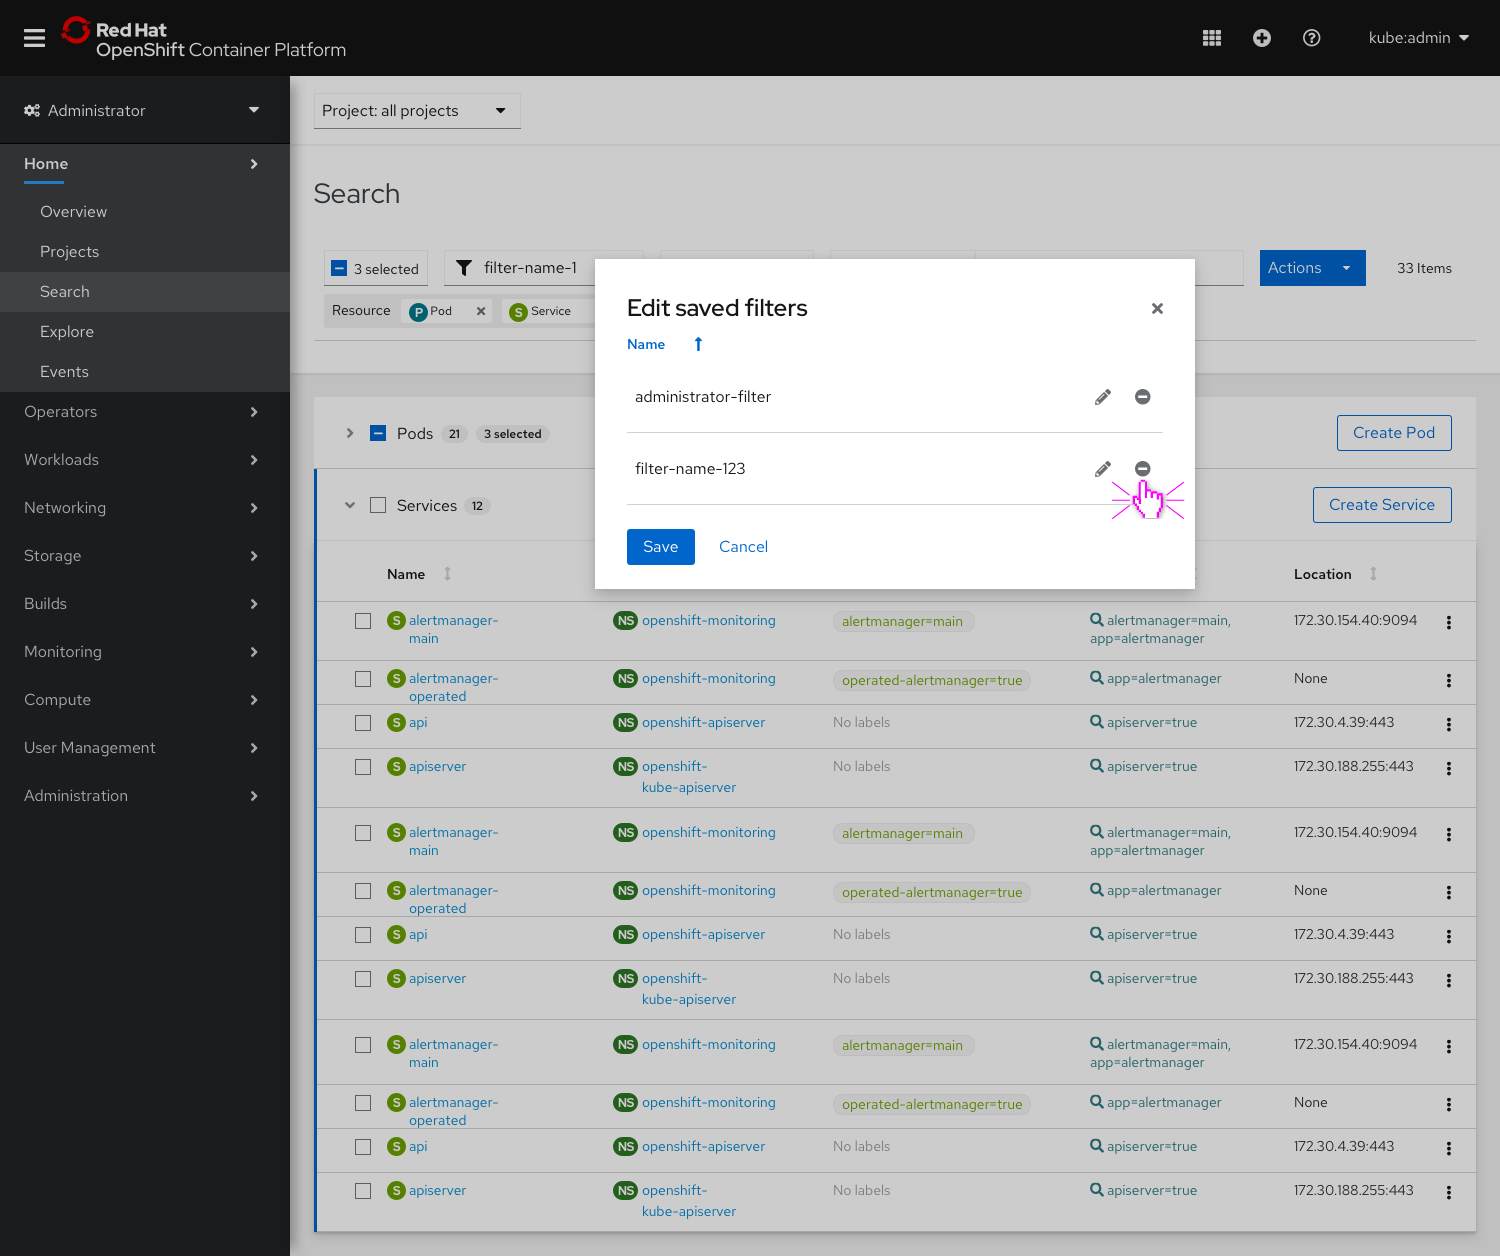 Red Hat
OpenShift Container Platform
kube:admin
Administrator
Project: all projects
Home
Overview
Projects
Search
Explore
Events
Operators
Workloads
Networking
Storage
Builds
Monitoring
Compute
User Management
Administration
Search
3 selected
filter-name-1
Actions
33 Items
Resource
P Pod
S Service
Edit saved filters
Name
administrator-filter
filter-name-123
Save Cancel
Pods 21 3 selected
Create Pod
Services 12
Create Service
Name Location
S alertmanager-main NS openshift-monitoring alertmanager=main alertmanager=main, app=alertmanager 172.30.154.40:9094
S alertmanager-operated NS openshift-monitoring operated-alertmanager=true app=alertmanager None
S api NS openshift-apiserver No labels apiserver=true 172.30.4.39:443
S apiserver NS openshift-kube-apiserver No labels apiserver=true 172.30.188.255:443
S alertmanager-main NS openshift-monitoring alertmanager=main alertmanager=main, app=alertmanager 172.30.154.40:9094
S alertmanager-operated NS openshift-monitoring operated-alertmanager=true app=alertmanager None
S api NS openshift-apiserver No labels apiserver=true 172.30.4.39:443
S apiserver NS openshift-kube-apiserver No labels apiserver=true 172.30.188.255:443
S alertmanager-main NS openshift-monitoring alertmanager=main alertmanager=main, app=alertmanager 172.30.154.40:9094
S alertmanager-operated NS openshift-monitoring operated-alertmanager=true app=alertmanager None
S api NS openshift-apiserver No labels apiserver=true 172.30.4.39:443
S apiserver NS openshift-kube-apiserver No labels apiserver=true 172.30.188.255:443